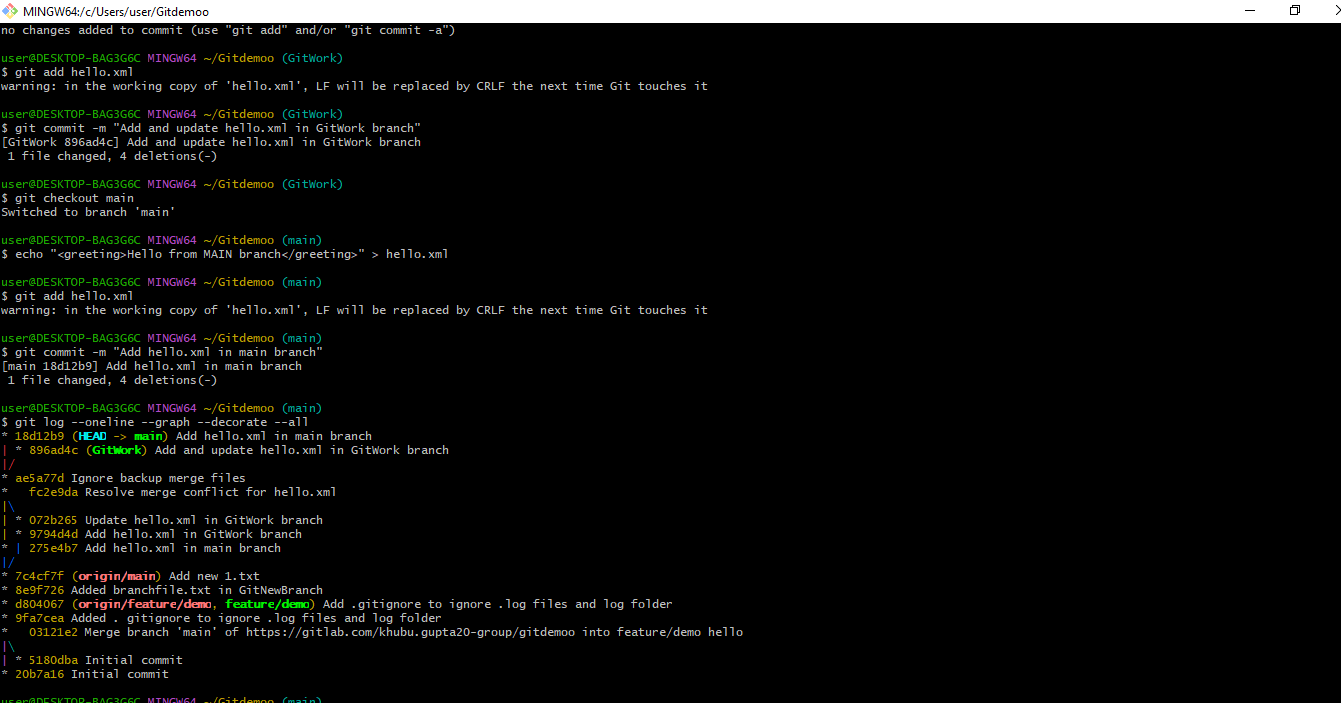 MINGW64:/c/Users/user/Gitdemoo
no changes added to commit (use "git add" and/or "git commit -a")
user@DESKTOP-BAG3G6C MINGW64 ~/Gitdemoo (GitWork)
$ git add hello.xml
warning: in the working copy of 'hello.xml', LF will be replaced by CRLF the next time Git touches it
user@DESKTOP-BAG3G6C MINGW64 ~/Gitdemoo (GitWork)
$ git commit -m "Add and update hello.xml in GitWork branch"
[GitWork 896ad4c] Add and update hello.xml in GitWork branch
 1 file changed, 4 deletions(-)
user@DESKTOP-BAG3G6C MINGW64 ~/Gitdemoo (GitWork)
$ git checkout main
Switched to branch 'main'
user@DESKTOP-BAG3G6C MINGW64 ~/Gitdemoo (main)
$ echo "<greeting>Hello from MAIN branch</greeting>" > hello.xml
user@DESKTOP-BAG3G6C MINGW64 ~/Gitdemoo (main)
$ git add hello.xml
warning: in the working copy of 'hello.xml', LF will be replaced by CRLF the next time Git touches it
user@DESKTOP-BAG3G6C MINGW64 ~/Gitdemoo (main)
$ git commit -m "Add hello.xml in main branch"
[main 18d12b9] Add hello.xml in main branch
 1 file changed, 4 deletions(-)
user@DESKTOP-BAG3G6C MINGW64 ~/Gitdemoo (main)
$ git log --oneline --graph --decorate --all
* 18d12b9 (HEAD -> main) Add hello.xml in main branch
| * 896ad4c (GitWork) Add and update hello.xml in GitWork branch
|/
* ae5a77d Ignore backup merge files
*   fc2e9da Resolve merge conflict for hello.xml
|\
| * 072b265 Update hello.xml in GitWork branch
| * 9794d4d Add hello.xml in GitWork branch
* | 275e4b7 Add hello.xml in main branch
|/
* 7c4cf7f (origin/main) Add new 1.txt
* 8e9f726 Added branchfile.txt in GitNewBranch
* d804067 (origin/feature/demo, feature/demo) Add .gitignore to ignore .log files and log folder
* 9fa7cea Added . gitignore to ignore .log files and log folder
*   03121e2 Merge branch 'main' of https://gitlab.com/khubu.gupta20-group/gitdemoo into feature/demo hello
|\
| * 5180dba Initial commit
* 20b7a16 Initial commit
user@DESKTOP-BAG3G6C MINGW64 ~/Gitdemoo (main)